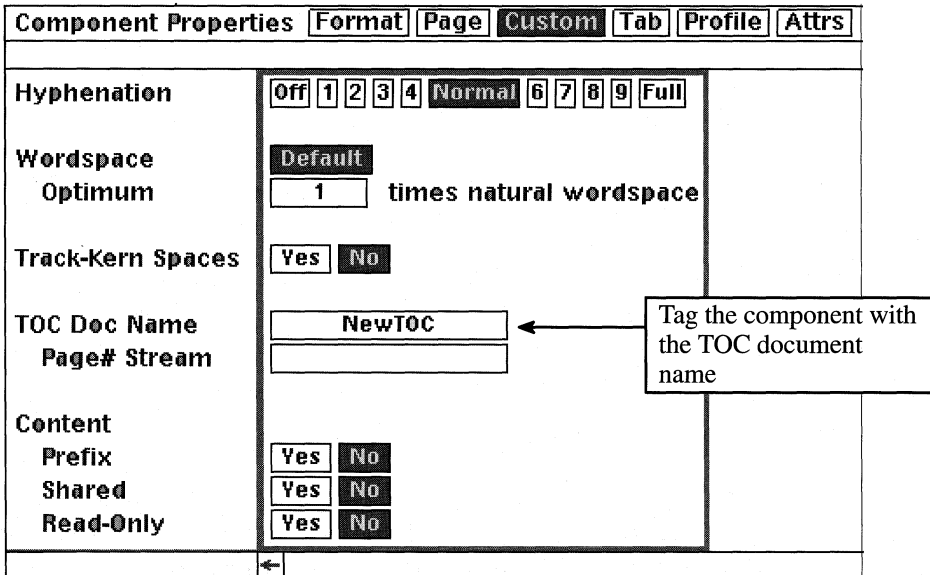 Component Properties Format Page Custom Tab Profile Attrs
Hyphenation Off 1 2 3 4 Normal 6 7 8 9 Full
Wordspace Default
Optimum 1 times natural wordspace
Track-Kern Spaces Yes No
TOC Doc Name NewTOC
Page# Stream
Tag the component with
the TOC document
name
Content
Prefix Yes No
Shared Yes No
Read-Only Yes No